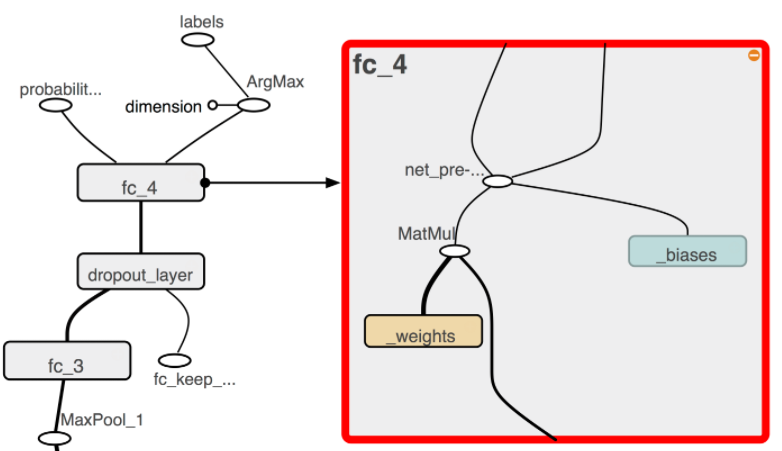 labels
ArgMax
probabilit...
dimension
fc_4
dropout_layer
fc_3
fc_keep_...
MaxPool_1
fc_4
net_pre-...
MatMul
_biases
_weights